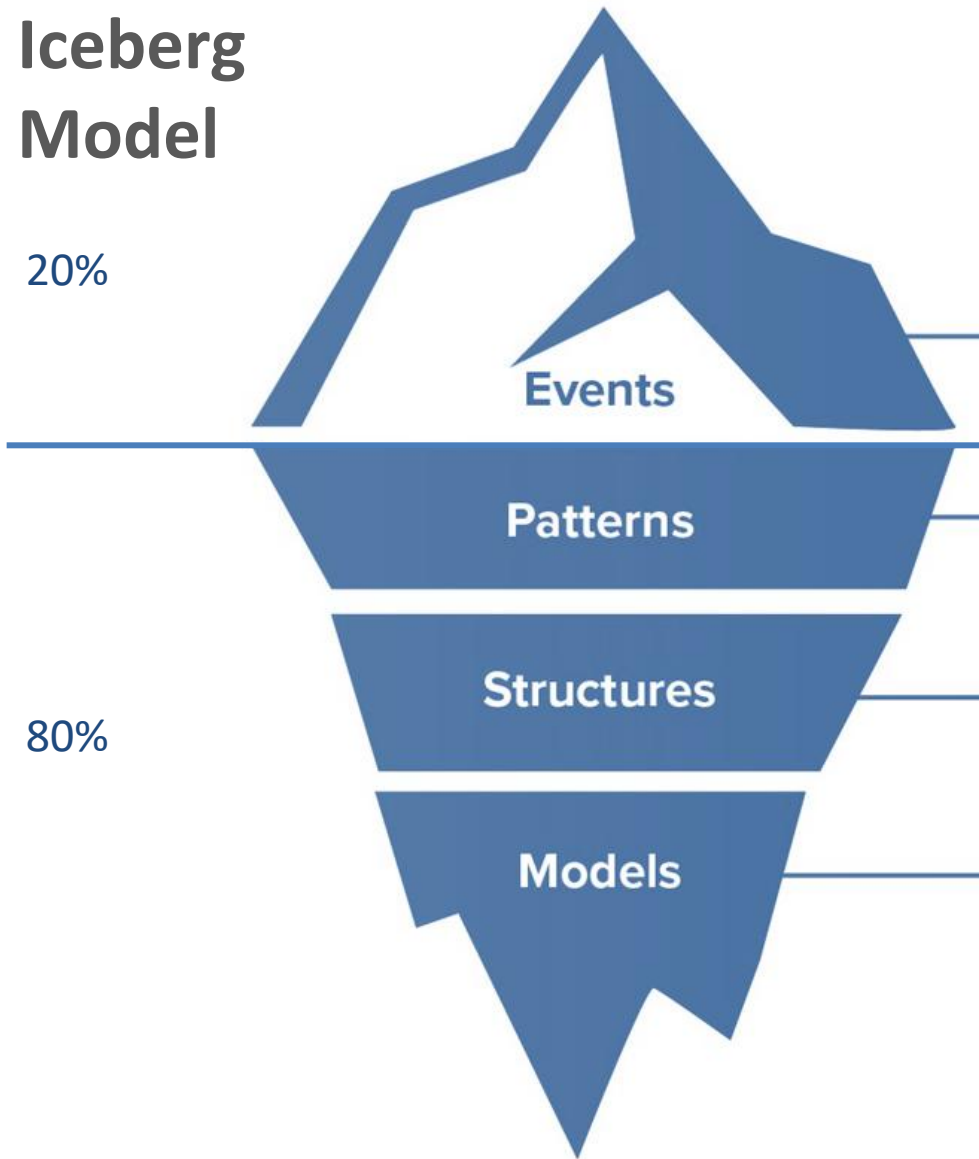 Iceberg
Model
20%
Events
Patterns
Structures
80%
Models